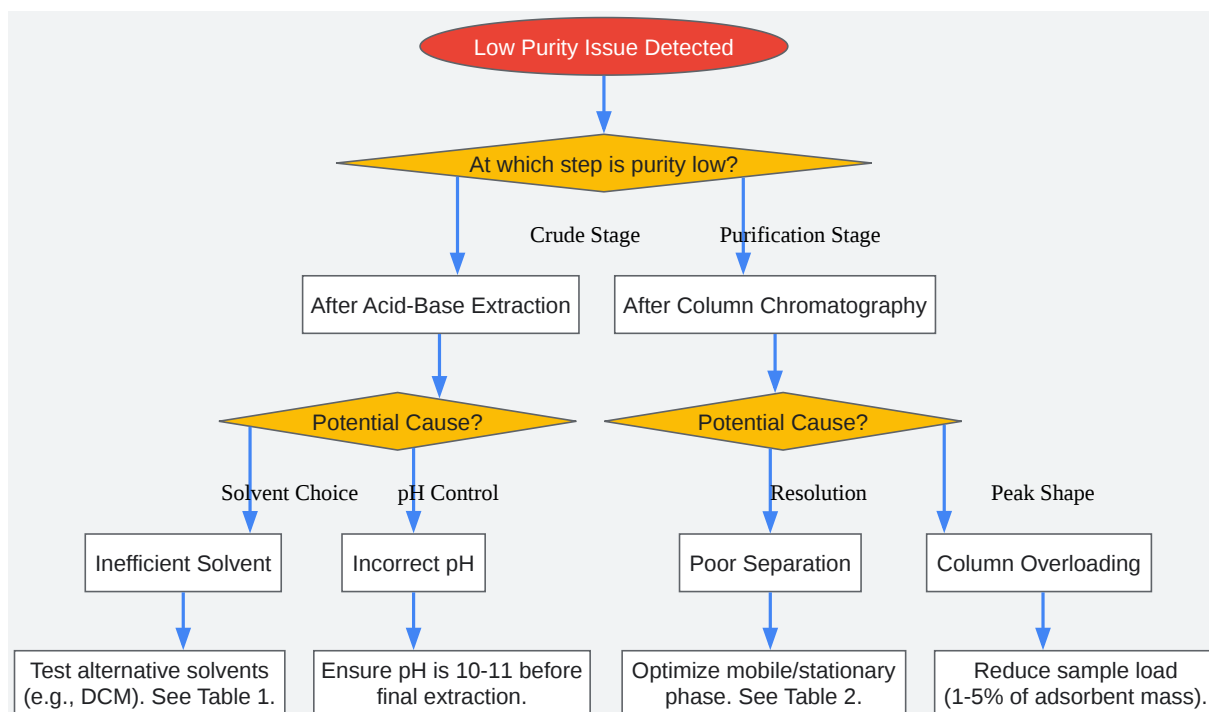 Low Purity Issue Detected
At which step is purity low?
Crude Stage
Purification Stage
After Acid-Base Extraction
After Column Chromatography
Potential Cause?
Potential Cause?
Solvent Choice
pH Control
Resolution
Peak Shape
Inefficient Solvent
Incorrect pH
Poor Separation
Column Overloading
Test alternative solvents
(e.g., DCM). See Table 1.
Ensure pH is 10-11 before
final extraction.
Optimize mobile/stationary
phase. See Table 2.
Reduce sample load
(1-5% of adsorbent mass).